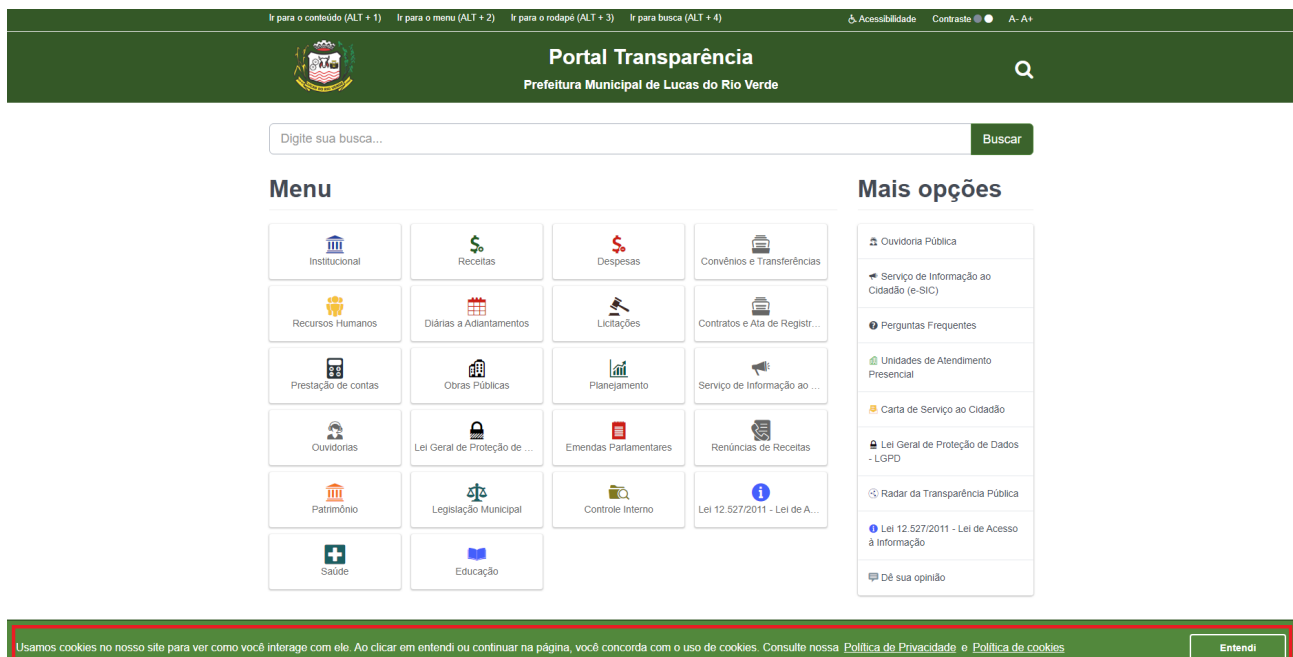 Ir para o conteúdo (ALT + 1) Ir para o menu (ALT + 2) Ir para o rodapé (ALT + 3) Ir para busca (ALT + 4) Acessibilidade Contraste A- A+
Portal Transparência
Prefeitura Municipal de Lucas do Rio Verde
Digite sua busca... Buscar
Menu
Institucional Receitas Despesas Convênios e Transferências
Recursos Humanos Diárias a Adiantamentos Licitações Contratos e Ata de Registr...
Prestação de contas Obras Públicas Planejamento Serviço de Informação ao ...
Ouvidorias Lei Geral de Proteção de ... Emendas Parlamentares Renúncias de Receitas
Patrimônio Legislação Municipal Controle Interno Lei 12.527/2011 - Lei de A...
Saúde Educação
Mais opções
Ouvidoria Pública
Serviço de Informação ao
Cidadão (e-SIC)
Perguntas Frequentes
Unidades de Atendimento
Presencial
Carta de Serviço ao Cidadão
Lei Geral de Proteção de Dados
- LGPD
Radar da Transparência Pública
Lei 12.527/2011 - Lei de Acesso
à Informação
Dê sua opinião
Usamos cookies no nosso site para ver como você interage com ele. Ao clicar em entendi ou continuar na página, você concorda com o uso de cookies. Consulte nossa Política de Privacidade e Política de cookies Entendi